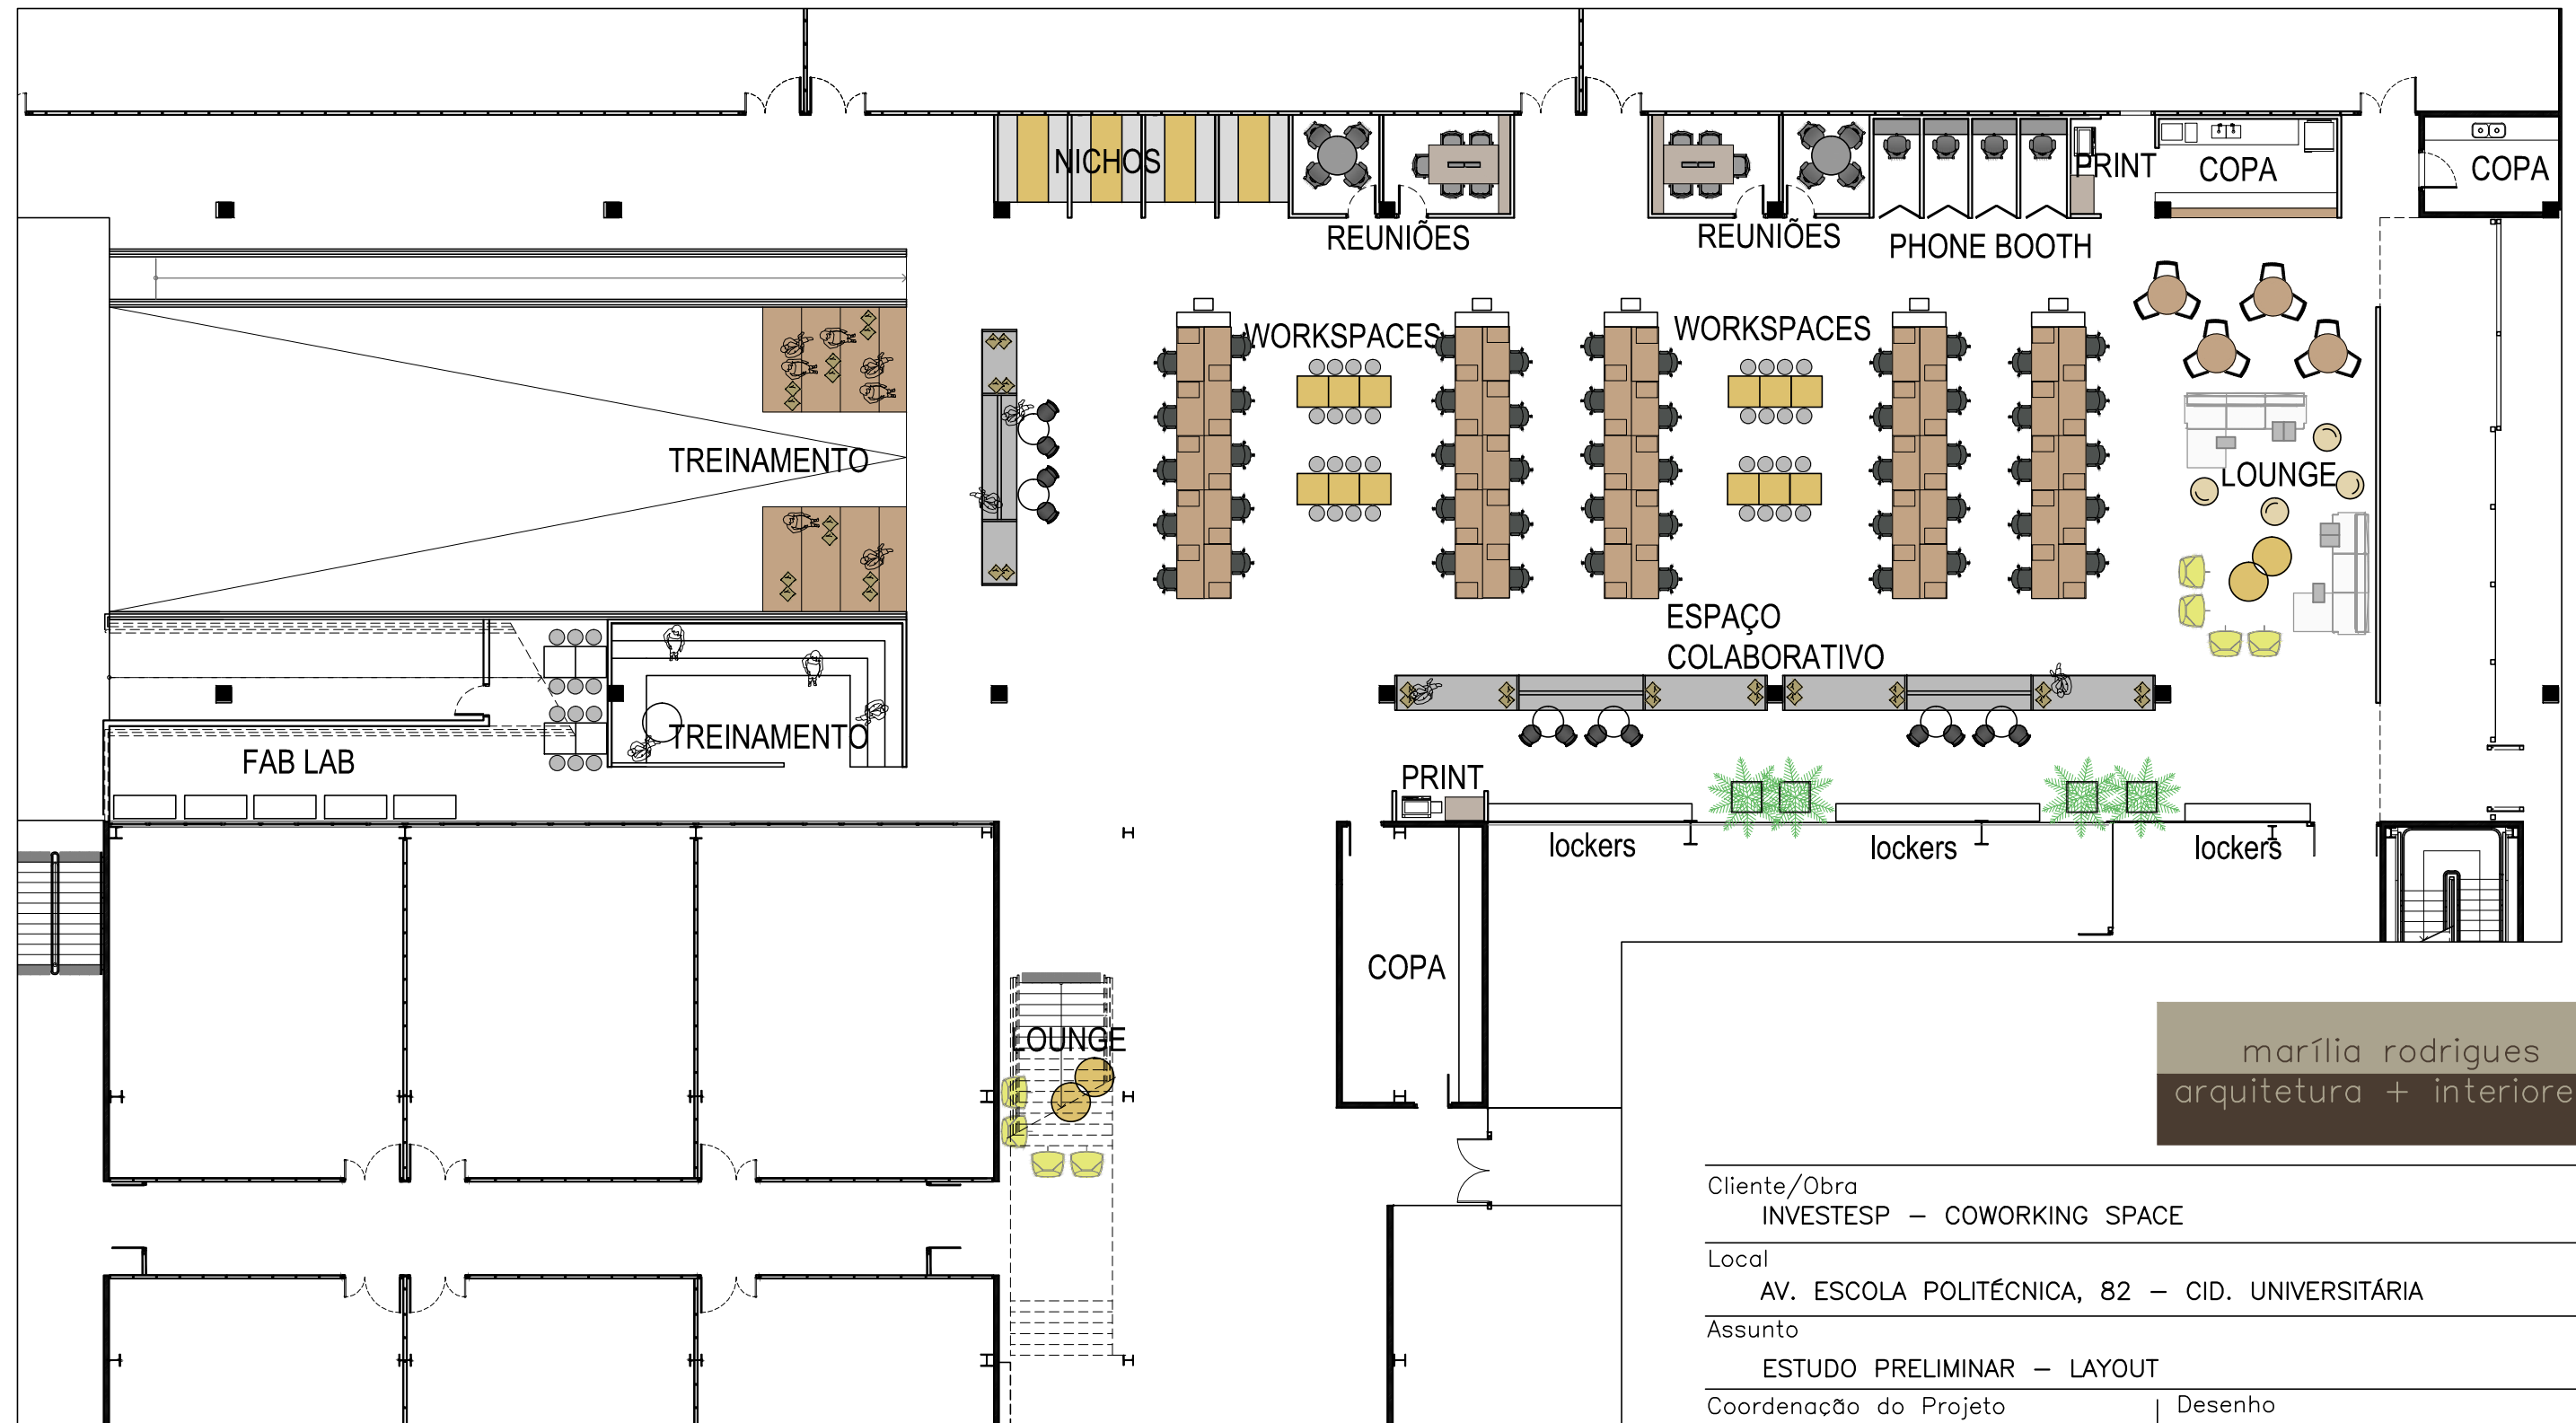 NICHOS
REUNIÕES
REUNIÕES
PHONE BOOTH
PRINT
COPA
COPA
WORKSPACES
WORKSPACES
TREINAMENTO
LOUNGE
ESPAÇO
COLABORATIVO
TREINAMENTO
FAB LAB
PRINT
lockers
lockers
lockers
COPA
LOUNGE
marília rodrigues
arquitetura + interiore
Cliente/Obra
INVESTESP – COWORKING SPACE
Local
AV. ESCOLA POLITÉCNICA, 82 – CID. UNIVERSITÁRIA
Assunto
ESTUDO PRELIMINAR – LAYOUT
Coordenação do Projeto
Desenho